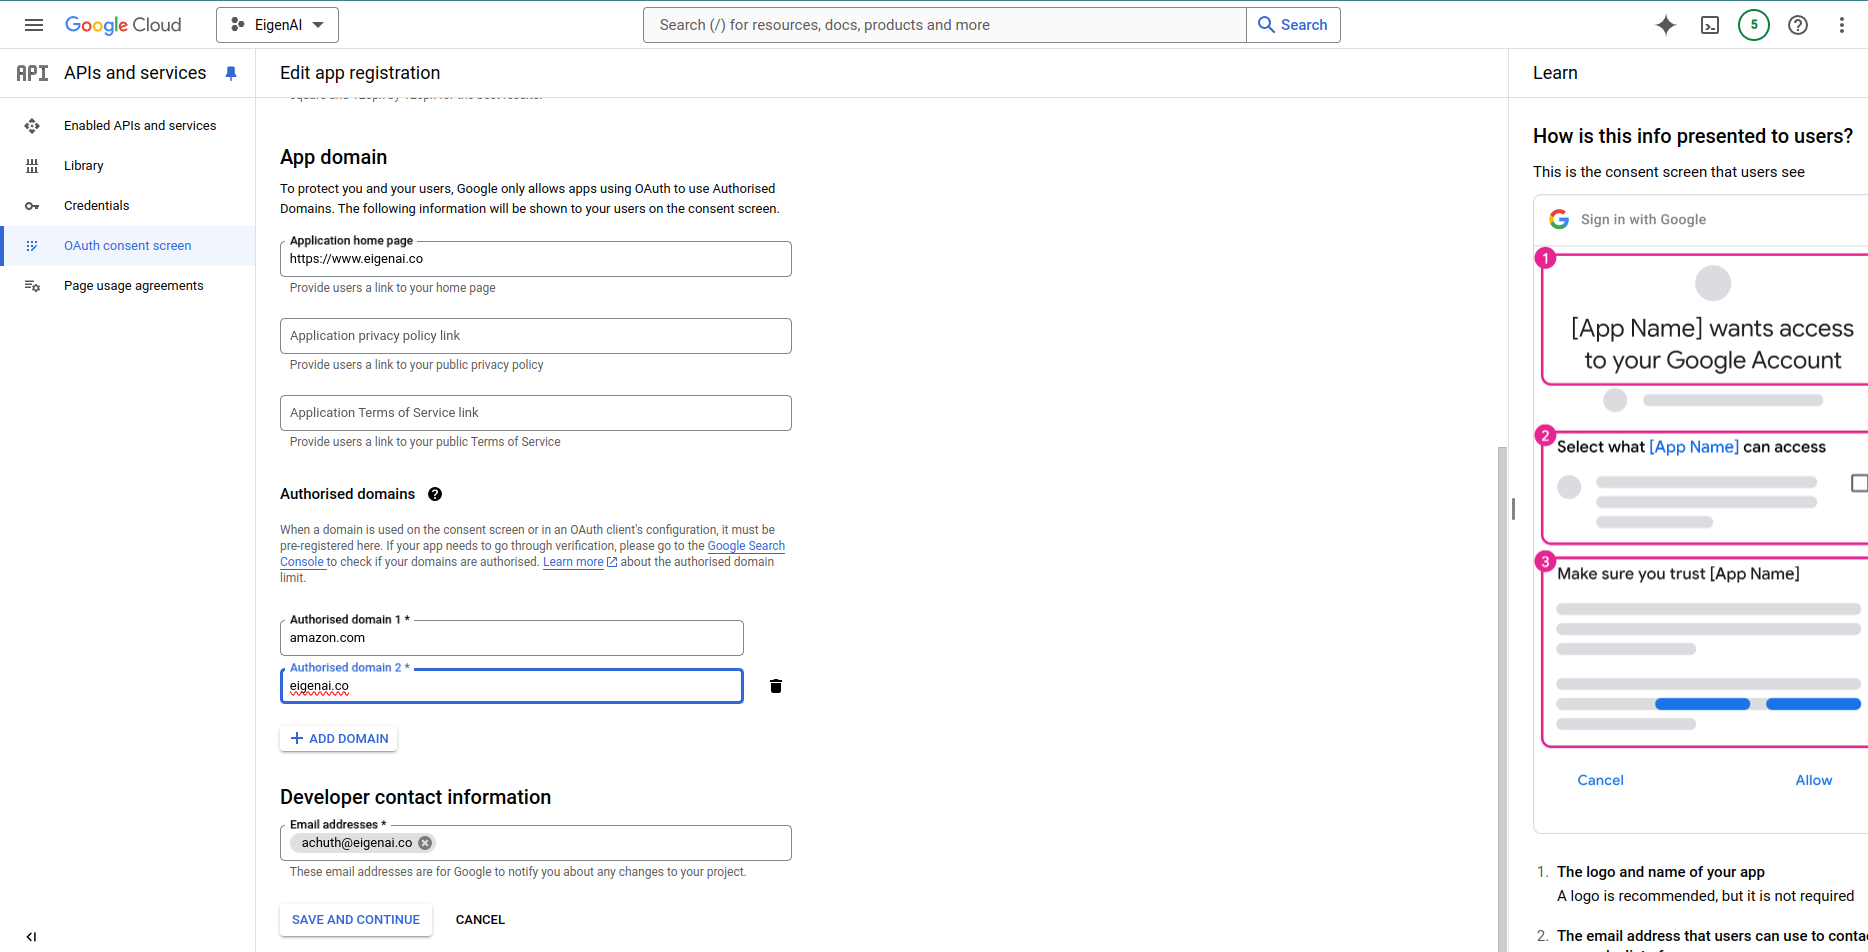 Google Cloud
EigenAI
Search (/) for resources, docs, products and more
Search
5
API APIs and services
Edit app registration
Learn
Enabled APIs and services
Library
Credentials
OAuth consent screen
Page usage agreements
App domain
To protect you and your users, Google only allows apps using OAuth to use Authorised
Domains. The following information will be shown to your users on the consent screen.
Application home page
https://www.eigenai.co
Provide users a link to your home page
Application privacy policy link
Provide users a link to your public privacy policy
Application Terms of Service link
Provide users a link to your public Terms of Service
Authorised domains
When a domain is used on the consent screen or in an OAuth client's configuration, it must be
pre-registered here. If your app needs to go through verification, please go to the Google Search
Console to check if your domains are authorised. Learn more about the authorised domain
limit.
Authorised domain 1 *
amazon.com
Authorised domain 2 *
eigenai.co
ADD DOMAIN
Developer contact information
Email addresses *
achuth@eigenai.co
These email addresses are for Google to notify you about any changes to your project.
SAVE AND CONTINUE
CANCEL
How is this info presented to users?
This is the consent screen that users see
Sign in with Google
1
[App Name] wants access
to your Google Account
2
Select what [App Name] can access
3
Make sure you trust [App Name]
Cancel
Allow
1. The logo and name of your app
A logo is recommended, but it is not required
2. The email address that users can use to